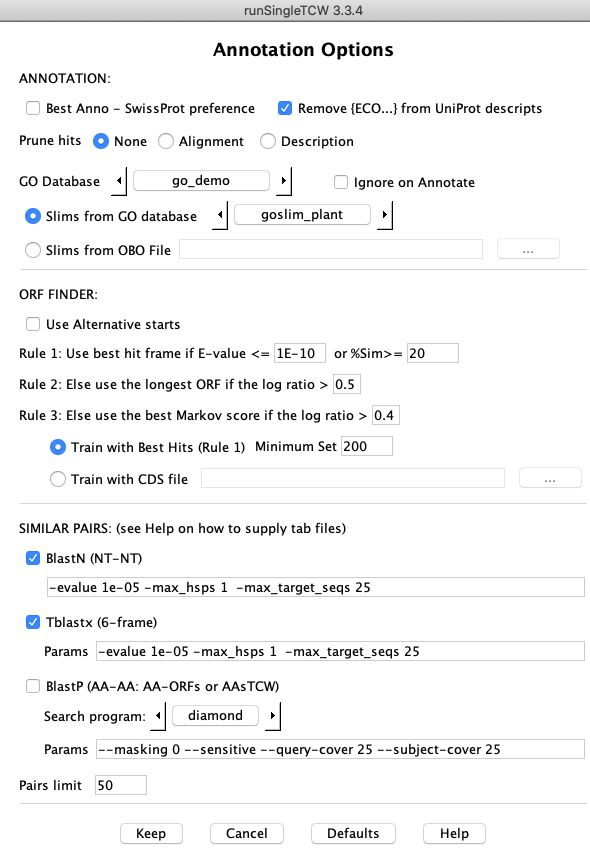 runSingleTCW 3.3.4
Annotation Options
ANNOTATION:
Best Anno - SwissProt preference Remove {ECO...} from UniProt descripts
Prune hits None Alignment Description
GO Database go_demo Ignore on Annotate
Slims from GO database goslim_plant
Slims from OBO File ...
ORF FINDER:
Use Alternative starts
Rule 1: Use best hit frame if E-value <= 1E-10 or %Sim>= 20
Rule 2: Else use the longest ORF if the log ratio > 0.5
Rule 3: Else use the best Markov score if the log ratio > 0.4
Train with Best Hits (Rule 1) Minimum Set 200
Train with CDS file ...
SIMILAR PAIRS: (see Help on how to supply tab files)
BlastN (NT-NT)
-evalue 1e-05 -max_hsps 1  -max_target_seqs 25
Tblastx (6-frame)
Params -evalue 1e-05 -max_hsps 1  -max_target_seqs 25
BlastP (AA-AA: AA-ORFs or AAsTCW)
Search program: diamond
Params --masking 0 --sensitive --query-cover 25 --subject-cover 25
Pairs limit 50
Keep Cancel Defaults Help